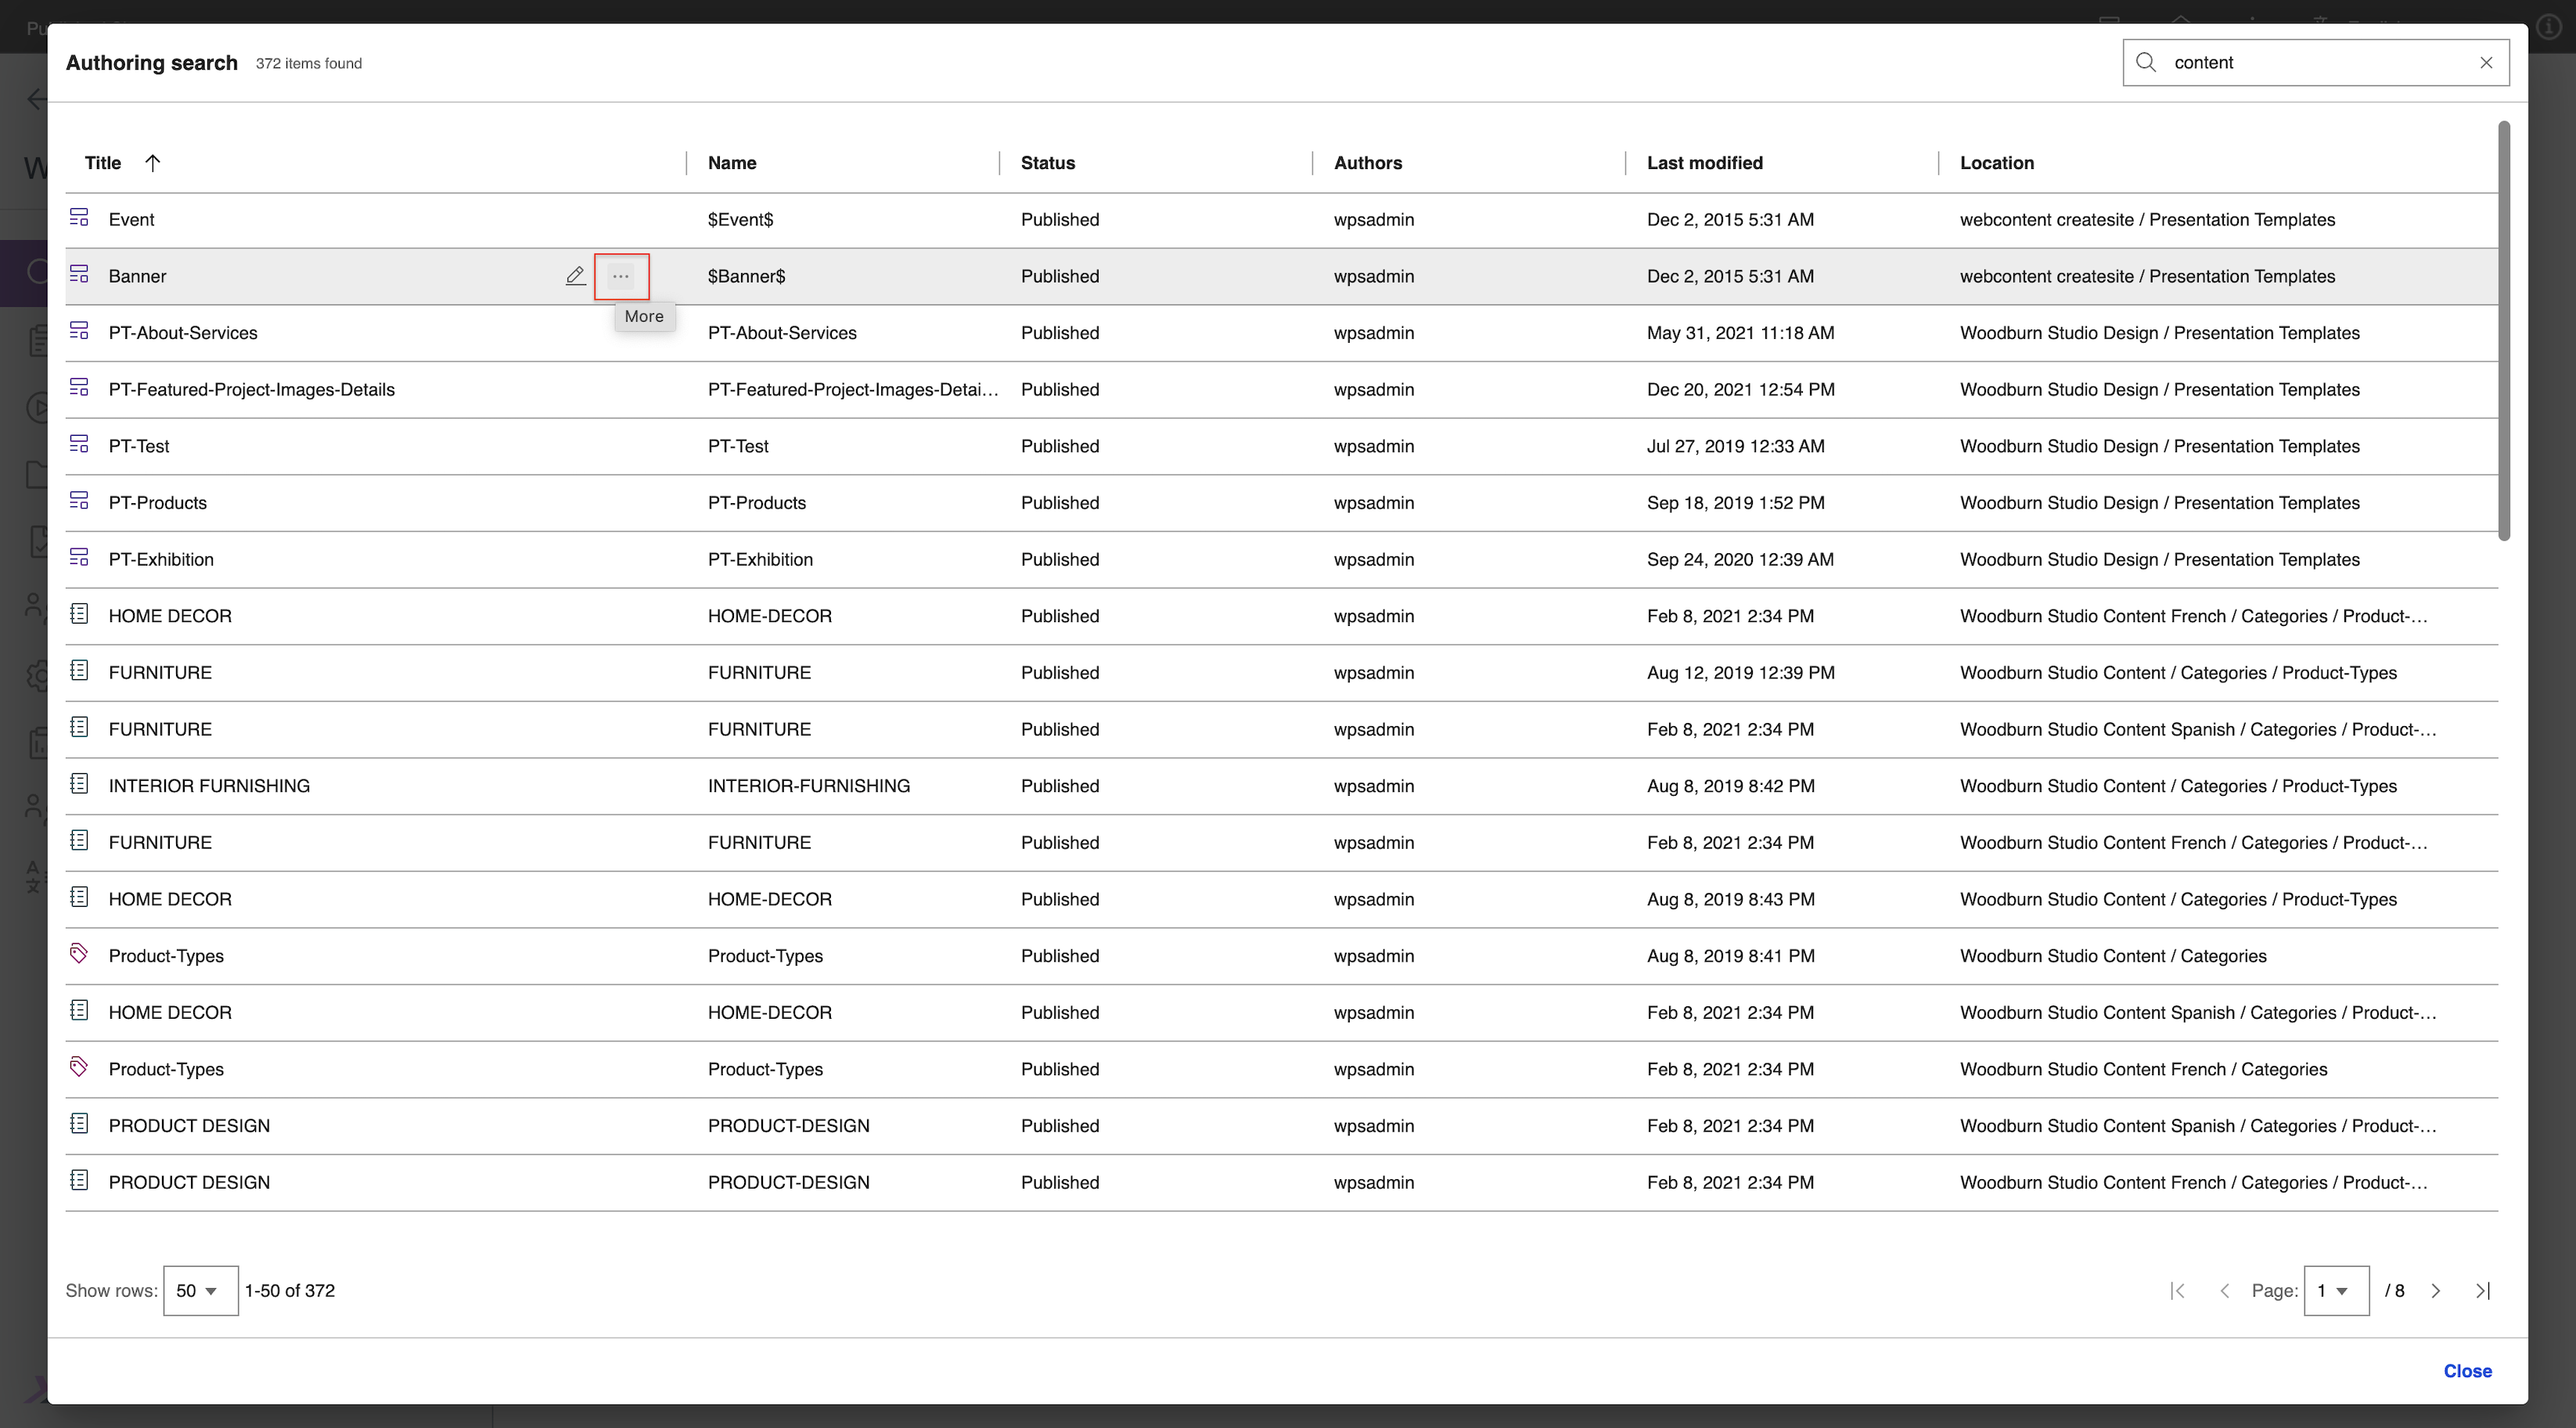 Authoring search 372 items found content
Title Name Status Authors Last modified Location
Event $Event$ Published wpsadmin Dec 2, 2015 5:31 AM webcontent createsite / Presentation Templates
Banner $Banner$ Published wpsadmin Dec 2, 2015 5:31 AM webcontent createsite / Presentation Templates
More
PT-About-Services PT-About-Services Published wpsadmin May 31, 2021 11:18 AM Woodburn Studio Design / Presentation Templates
PT-Featured-Project-Images-Details PT-Featured-Project-Images-Detai... Published wpsadmin Dec 20, 2021 12:54 PM Woodburn Studio Design / Presentation Templates
PT-Test PT-Test Published wpsadmin Jul 27, 2019 12:33 AM Woodburn Studio Design / Presentation Templates
PT-Products PT-Products Published wpsadmin Sep 18, 2019 1:52 PM Woodburn Studio Design / Presentation Templates
PT-Exhibition PT-Exhibition Published wpsadmin Sep 24, 2020 12:39 AM Woodburn Studio Design / Presentation Templates
HOME DECOR HOME-DECOR Published wpsadmin Feb 8, 2021 2:34 PM Woodburn Studio Content French / Categories / Product-...
FURNITURE FURNITURE Published wpsadmin Aug 12, 2019 12:39 PM Woodburn Studio Content / Categories / Product-Types
FURNITURE FURNITURE Published wpsadmin Feb 8, 2021 2:34 PM Woodburn Studio Content Spanish / Categories / Product-...
INTERIOR FURNISHING INTERIOR-FURNISHING Published wpsadmin Aug 8, 2019 8:42 PM Woodburn Studio Content / Categories / Product-Types
FURNITURE FURNITURE Published wpsadmin Feb 8, 2021 2:34 PM Woodburn Studio Content French / Categories / Product-...
HOME DECOR HOME-DECOR Published wpsadmin Aug 8, 2019 8:43 PM Woodburn Studio Content / Categories / Product-Types
Product-Types Product-Types Published wpsadmin Aug 8, 2019 8:41 PM Woodburn Studio Content / Categories
HOME DECOR HOME-DECOR Published wpsadmin Feb 8, 2021 2:34 PM Woodburn Studio Content Spanish / Categories / Product-...
Product-Types Product-Types Published wpsadmin Feb 8, 2021 2:34 PM Woodburn Studio Content French / Categories
PRODUCT DESIGN PRODUCT-DESIGN Published wpsadmin Feb 8, 2021 2:34 PM Woodburn Studio Content Spanish / Categories / Product-...
PRODUCT DESIGN PRODUCT-DESIGN Published wpsadmin Feb 8, 2021 2:34 PM Woodburn Studio Content French / Categories / Product-...
Show rows: 50 1-50 of 372 Page: 1 / 8
Close